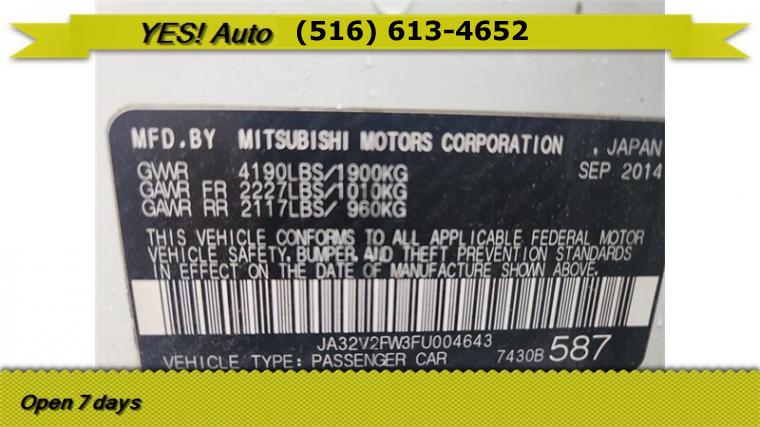 YES! Auto (516) 613-4652
MFD. BY MITSUBISHI MOTORS CORPORATION , JAPAN
GVWR 4190LBS/1900KG SEP 2014
GAWR FR 2227LBS/1010KG
GAWR RR 2117LBS/ 960KG
THIS VEHICLE CONFORMS TO ALL APPLICABLE FEDERAL MOTOR
VEHICLE SAFETY, BUMPER, AND THEFT PREVENTION STANDARDS
IN EFFECT ON THE DATE OF MANUFACTURE SHOWN ABOVE.
JA32V2FW3FU004643
VEHICLE TYPE: PASSENGER CAR 7430B 587
Open 7 days